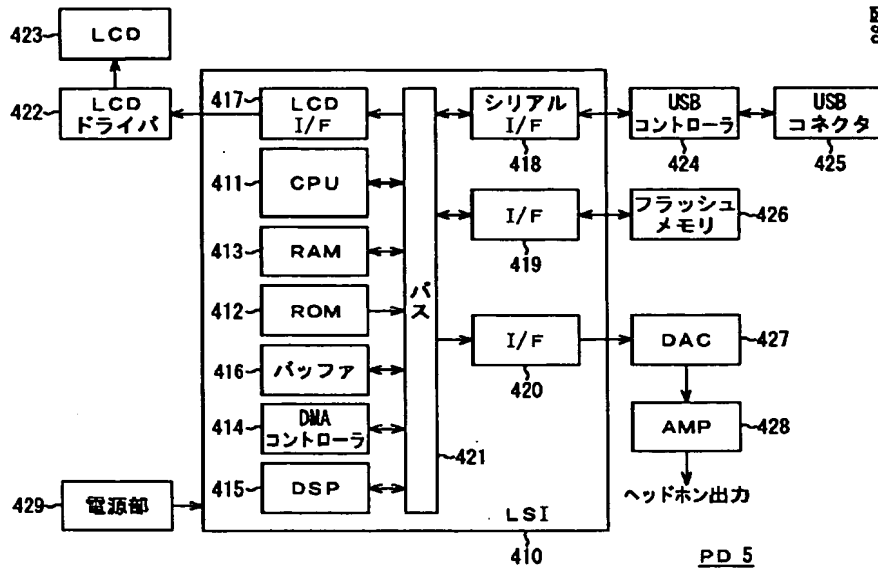 423
LCD
422
LCD
ドライバ
417
LCD
I/F
シリアル
I/F
418
USB
コントローラ
424
USB
コネクタ
425
411
CPU
I/F
419
フラッシュ
メモリ
426
413
RAM
バス
412
ROM
I/F
420
DAC
427
416
バッファ
414
DMA
コントローラ
421
AMP
428
415
DSP
ヘッドホン出力
429
電源部
LSI
410
PD 5